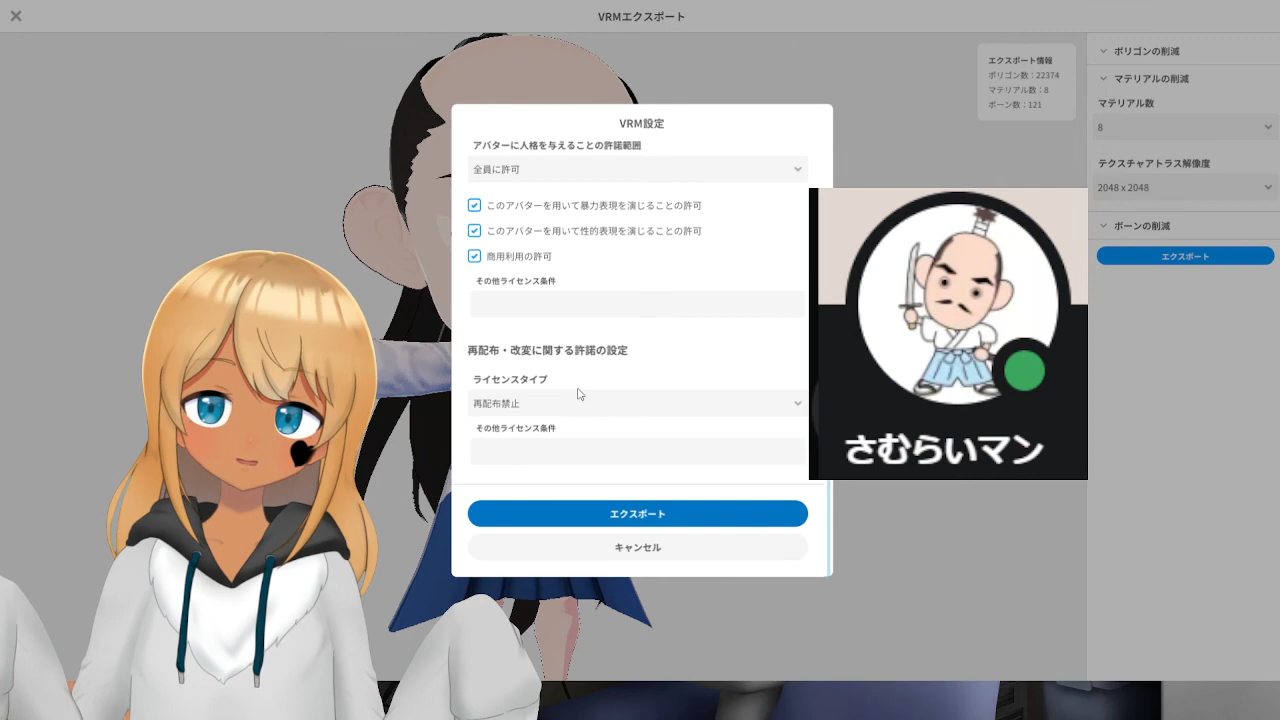 VRMエクスポート
エクスポート情報
ポリゴン数：22374
マテリアル数：8
ボーン数：121
ポリゴンの削減
マテリアルの削減
マテリアル数
8
テクスチャアトラス解像度
2048 x 2048
ボーンの削減
エクスポート
VRM設定
アバターに人格を与えることの許諾範囲
全員に許可
このアバターを用いて暴力表現を演じることの許可
このアバターを用いて性的表現を演じることの許可
商用利用の許可
その他ライセンス条件
再配布・改変に関する許諾の設定
ライセンスタイプ
再配布禁止
その他ライセンス条件
エクスポート
キャンセル
さむらいマン